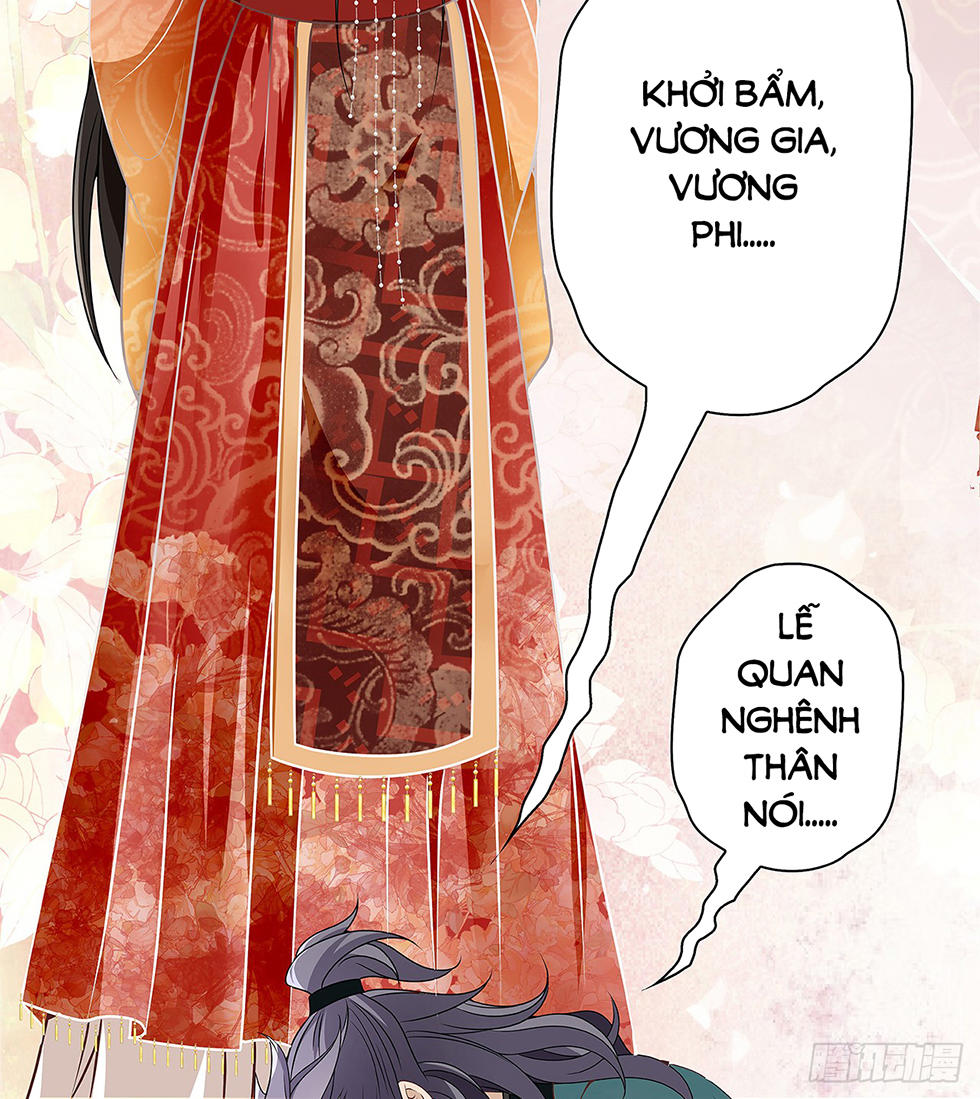 KHỞI BẨM,
VƯƠNG GIA,
VƯƠNG
PHI.....
LỄ
QUAN
NGHÊNH
THÂN
NÓI.....
腾讯动漫